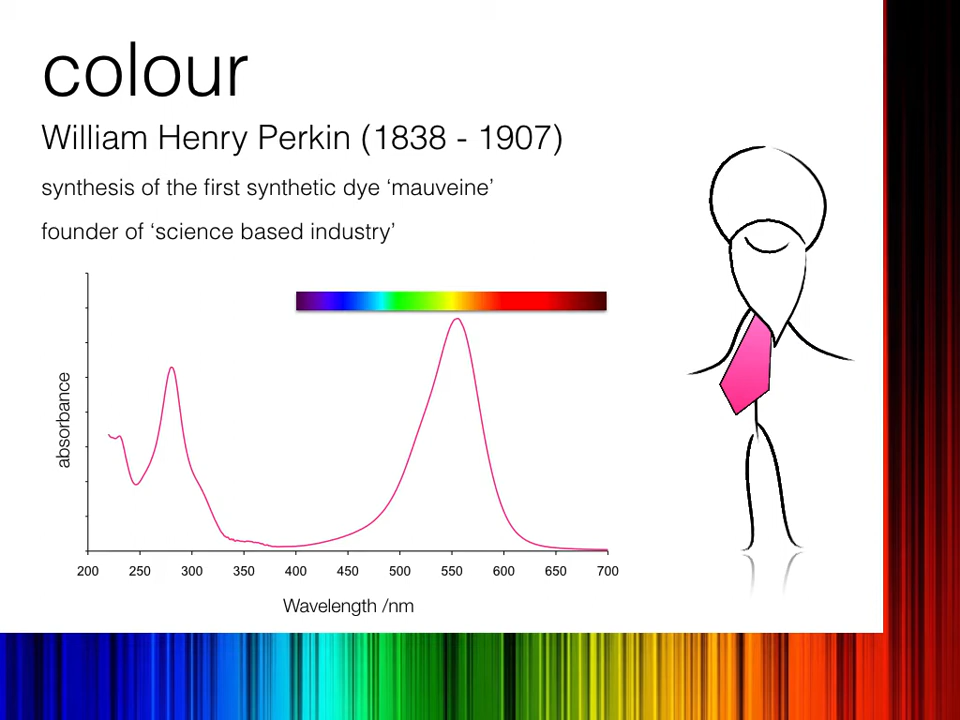 colour
William Henry Perkin (1838 - 1907)
synthesis of the first synthetic dye ‘mauveine’
founder of ‘science based industry’
absorbance
200 250 300 350 400 450 500 550 600 650 700
Wavelength /nm